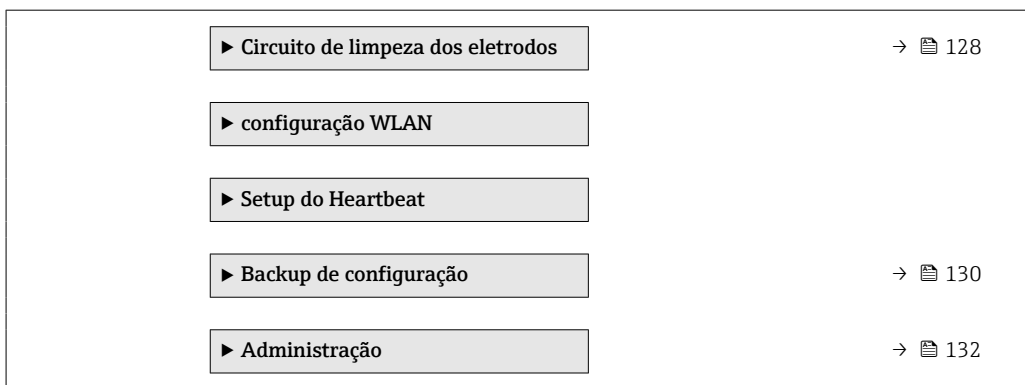 ▶ Circuito de limpeza dos eletrodos → 128
▶ configuração WLAN
▶ Setup do Heartbeat
▶ Backup de configuração → 130
▶ Administração → 132